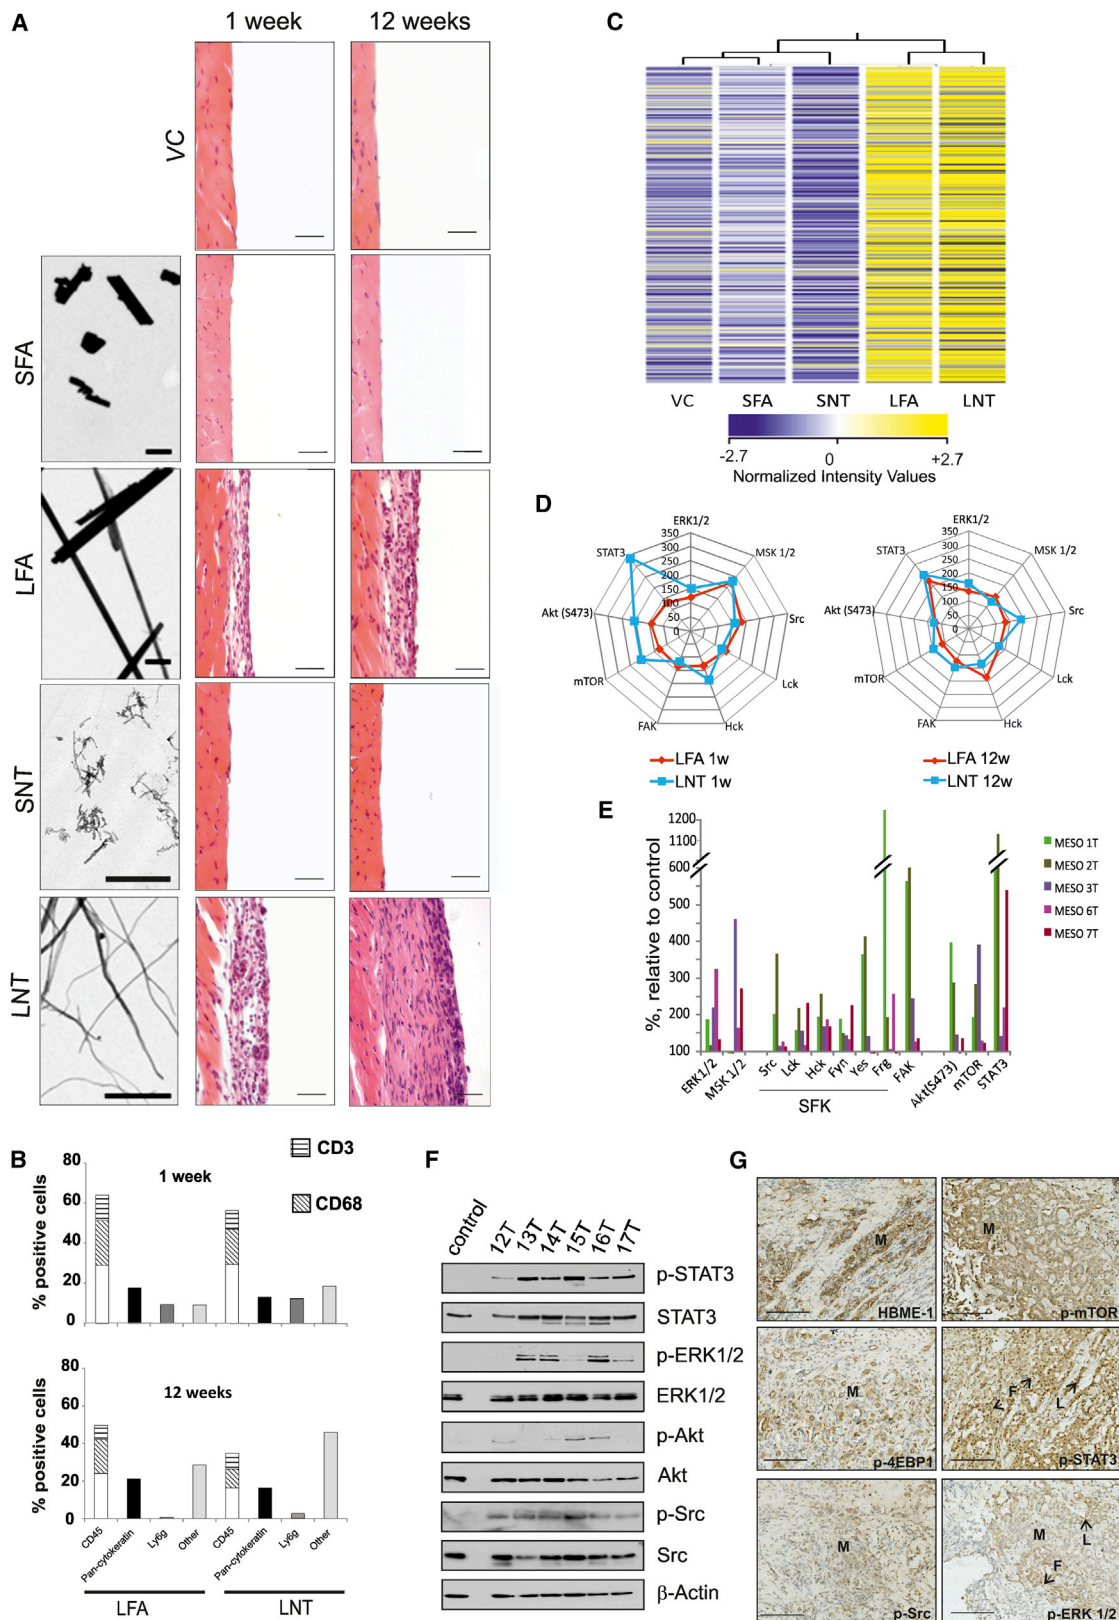 A
1 week
12 weeks
VC
SFA
LFA
SNT
LNT
B
80
60
40
20
0
% positive cells
1 week
CD3
CD68
80
60
40
20
0
% positive cells
12 weeks
CD45
Pan-cytokeratin
Ly6g
Other
CD45
Pan-cytokeratin
Ly6g
Other
LFA
LNT
C
VC SFA SNT LFA LNT
-2.7 0 +2.7
Normalized Intensity Values
D
ERK1/2
MSK 1/2
Src
Lck
Hck
FAK
mTOR
Akt (S473)
STAT3
350
300
250
200
150
100
50
0
LFA 1w
LNT 1w
ERK1/2
MSK 1/2
Src
Lck
Hck
FAK
mTOR
Akt (S473)
STAT3
350
300
250
200
150
100
50
0
LFA 12w
LNT 12w
E
%, relative to control
1200
1100
600
500
400
300
200
100
ERK1/2
MSK 1/2
Src
Lck
Hck
Fvn
Yes
Frg
FAK
Akt(S473)
mTOR
STAT3
SFK
MESO 1T
MESO 2T
MESO 3T
MESO 6T
MESO 7T
F
control
12T
13T
14T
15T
16T
17T
p-STAT3
STAT3
p-ERK1/2
ERK1/2
p-Akt
Akt
p-Src
Src
β-Actin
G
M
HBME-1
M
p-mTOR
M
p-4EBP1
F
L
p-STAT3
M
p-Src
M
L
F
p-ERK 1/2